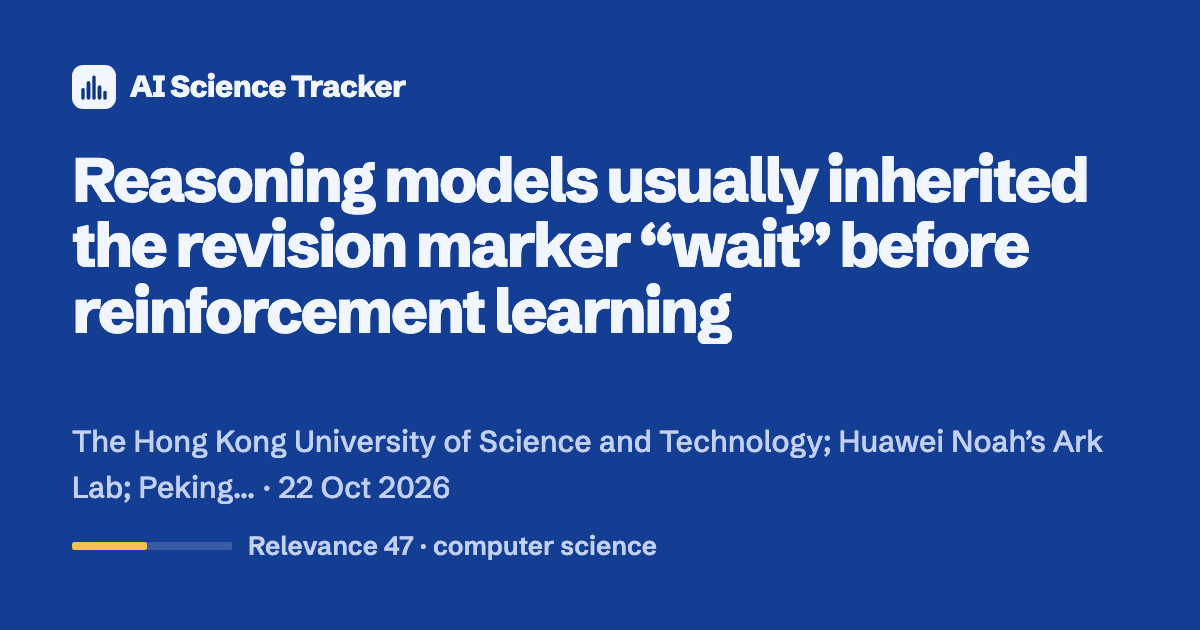 AI Science Tracker
Reasoning models usually inherited
the revision marker “wait” before
reinforcement learning
The Hong Kong University of Science and Technology; Huawei Noah’s Ark
Lab; Peking... · 22 Oct 2026
Relevance 47 · computer science